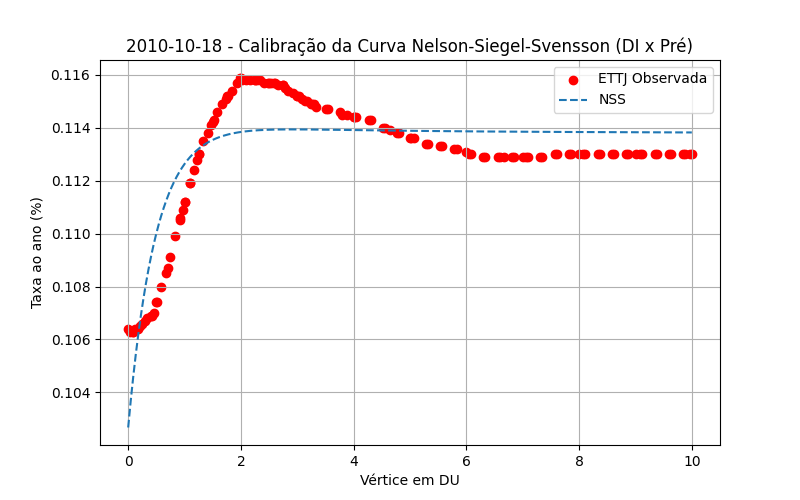 2010-10-18 - Calibração da Curva Nelson-Siegel-Svensson (DI x Pré)
ETTJ Observada
NSS
Taxa ao ano (%)
0.116
0.114
0.112
0.110
0.108
0.106
0.104
0 2 4 6 8 10
Vértice em DU